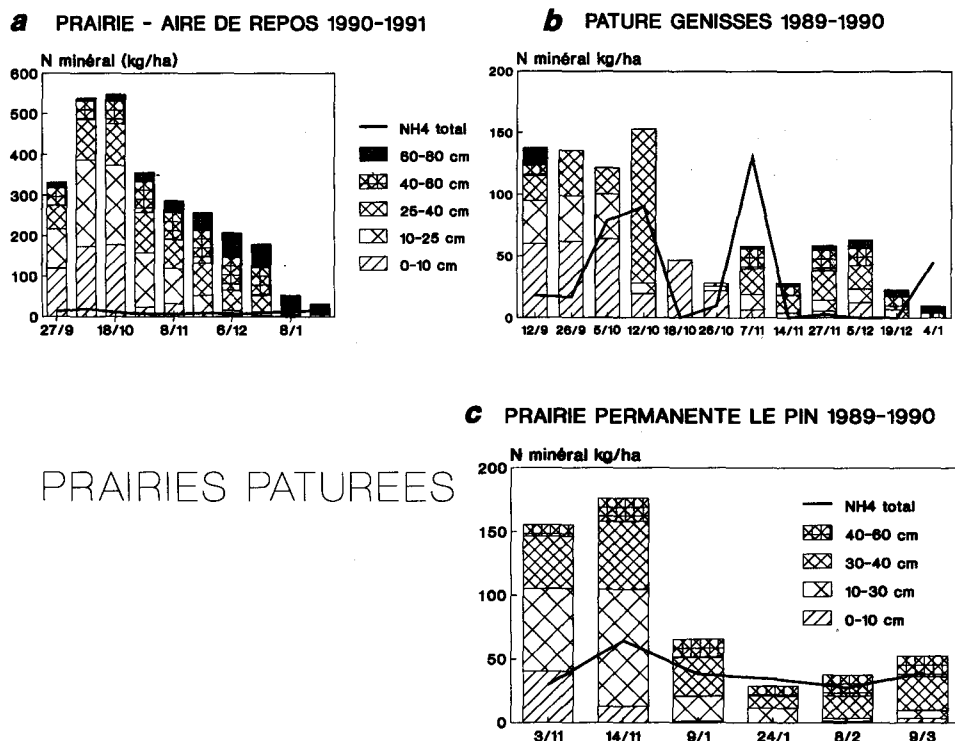 a PRAIRIE - AIRE DE REPOS 1990-1991
N minéral (kg/ha)
600
500
400
300
200
100
0
27/9 18/10 8/11 6/12 8/1
NH4 total
60-80 cm
40-60 cm
25-40 cm
10-25 cm
0-10 cm
b PATURE GENISSES 1989-1990
N minéral kg/ha
200
150
100
50
0
12/9 26/9 5/10 12/10 18/10 26/10 7/11 14/11 27/11 5/12 19/12 4/1
PRAIRIES PATUREES
c PRAIRIE PERMANENTE LE PIN 1989-1990
N minéral kg/ha
200
150
100
50
0
3/11 14/11 9/1 24/1 8/2 9/3
NH4 total
40-60 cm
30-40 cm
10-30 cm
0-10 cm